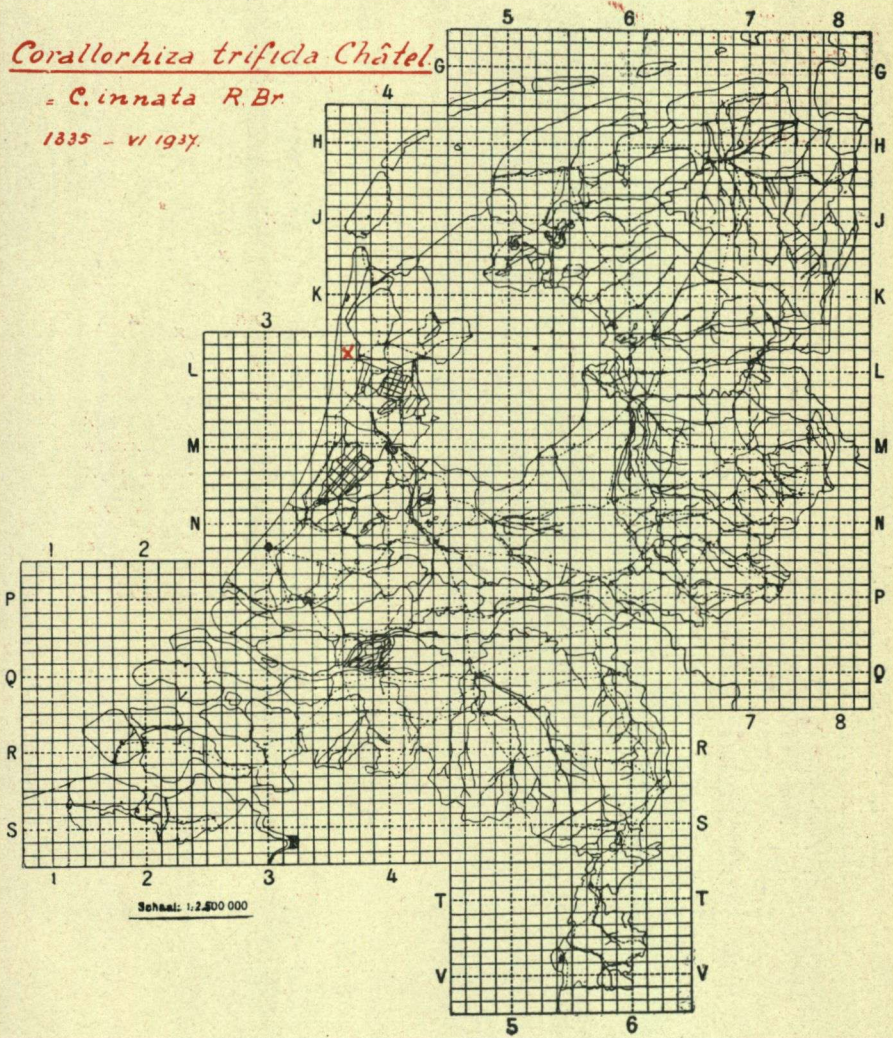 Corallorhiza trifida Châtel.
= C. innata R. Br.
1835 - VI 1937.
5 6 7 8
G G
4
H H
J J
K K
3
L L
M M
N N
1 2
P P
Q Q
7 8
R R
S S
1 2 3 4
Schaal: 1:2.500 000
T T
V V
5 6